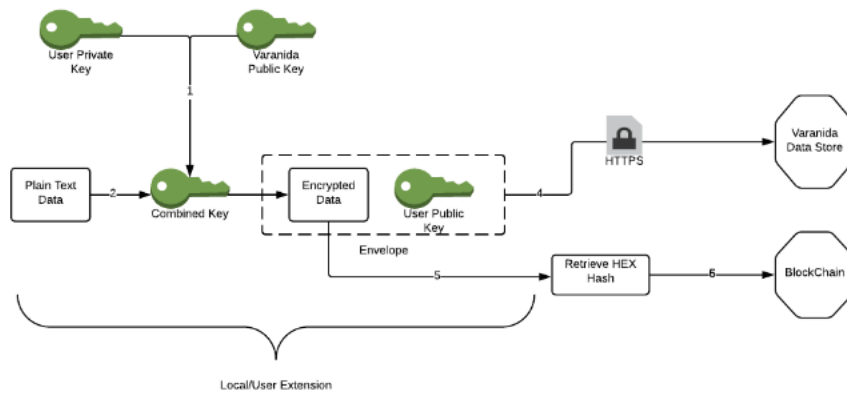 User Private
Key
Varanida
Public Key
1
Plain Text
Data
2
Combined Key
Encrypted
Data
User Public
Key
Envelope
4
HTTPS
Varanida
Data Store
5
Retrieve HEX
Hash
6
BlockChain
Local/User Extension